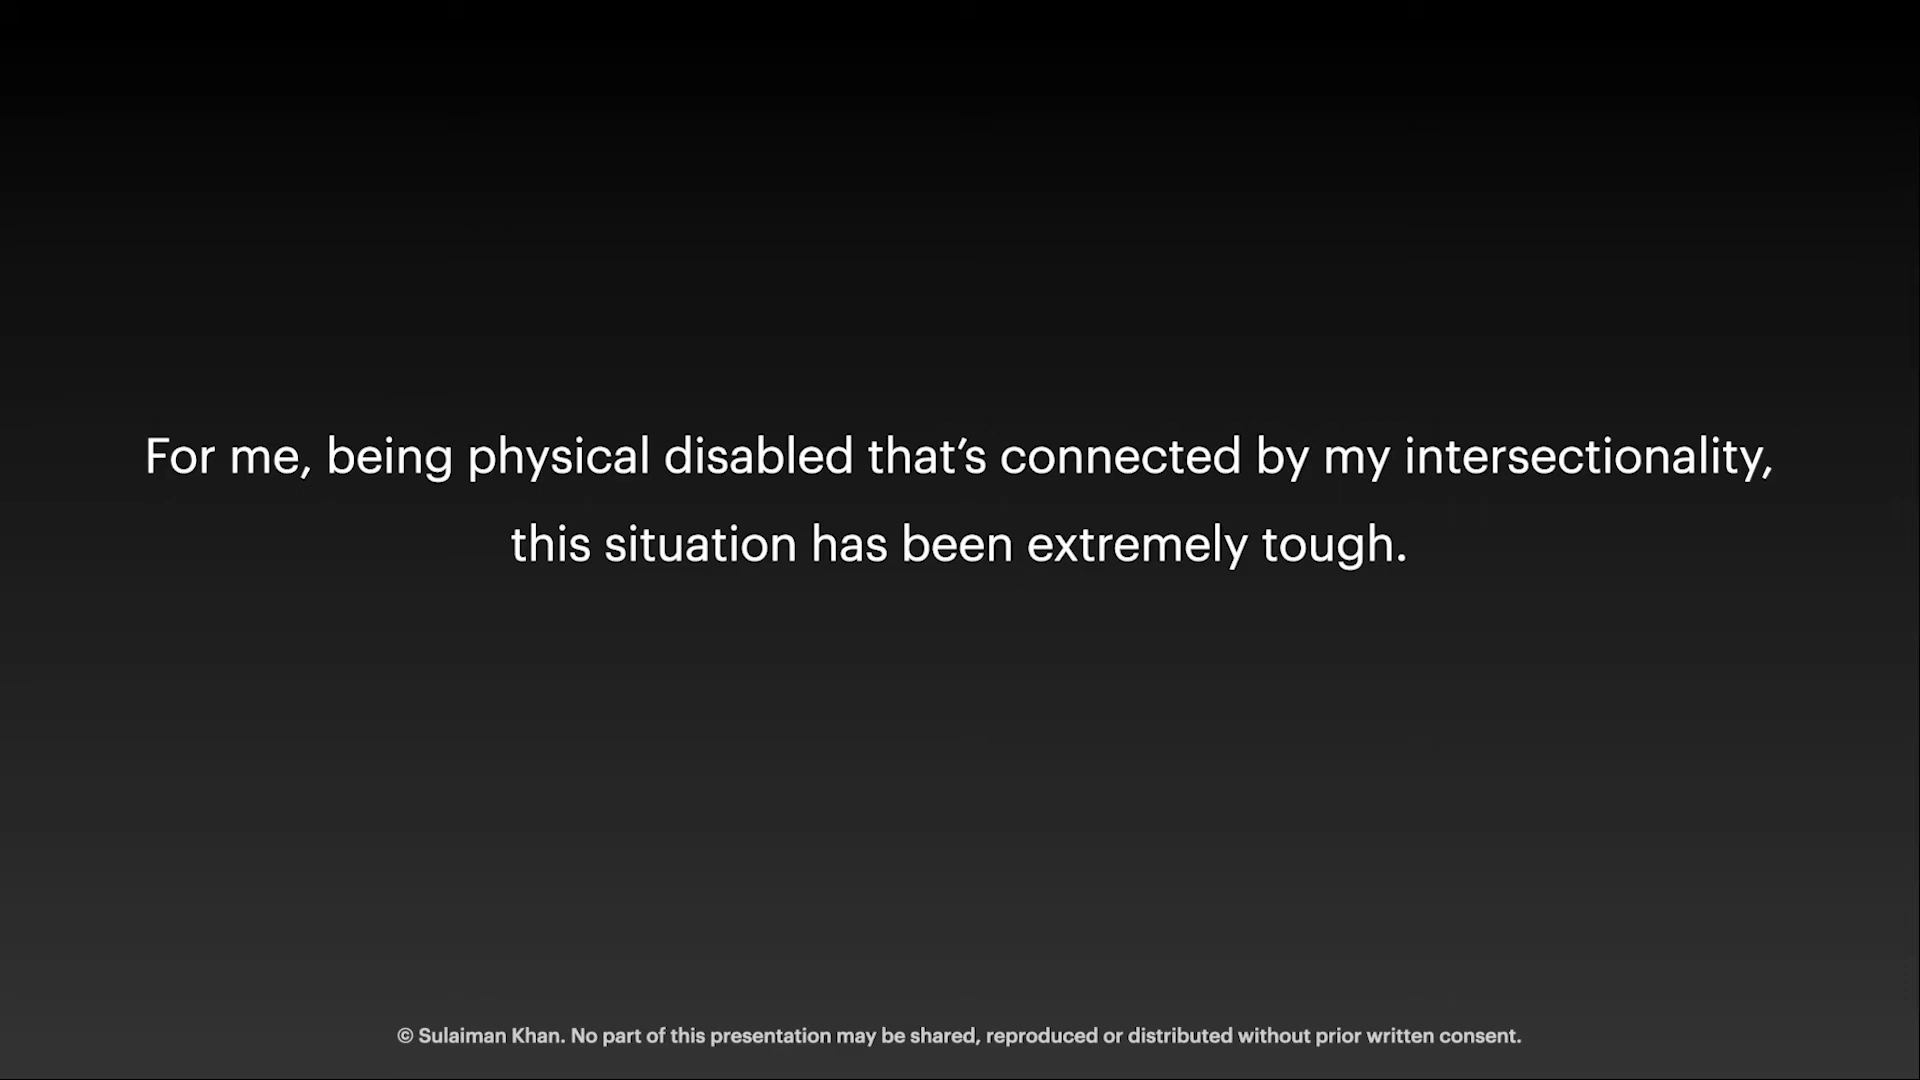 For me, being physical disabled that’s connected by my intersectionality,
this situation has been extremely tough.
© Sulaiman Khan. No part of this presentation may be shared, reproduced or distributed without prior written consent.